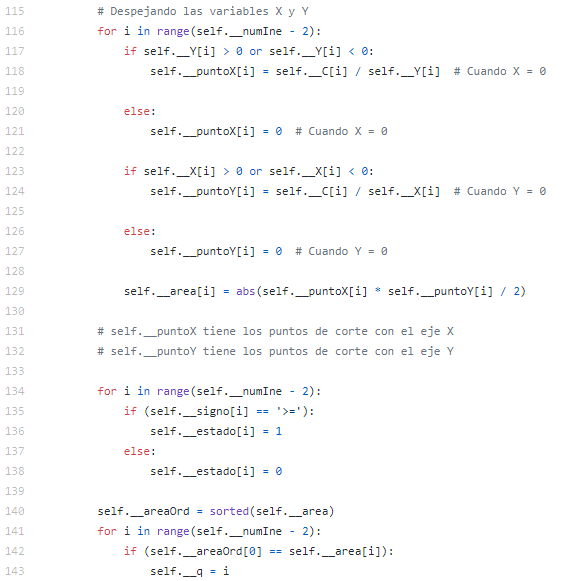 115         # Despejando las variables X y Y
116         for i in range(self.__numIne - 2):
117             if self.__Y[i] > 0 or self.__Y[i] < 0:
118                 self.__puntoX[i] = self.__C[i] / self.__Y[i]  # Cuando X = 0
119
120             else:
121                 self.__puntoX[i] = 0  # Cuando X = 0
122
123             if self.__X[i] > 0 or self.__X[i] < 0:
124                 self.__puntoY[i] = self.__C[i] / self.__X[i]  # Cuando Y = 0
125
126             else:
127                 self.__puntoY[i] = 0  # Cuando Y = 0
128
129             self.__area[i] = abs(self.__puntoX[i] * self.__puntoY[i] / 2)
130
131         # self.__puntoX tiene los puntos de corte con el eje X
132         # self.__puntoY tiene los puntos de corte con el eje Y
133
134         for i in range(self.__numIne - 2):
135             if (self.__signo[i] == '>='):
136                 self.__estado[i] = 1
137             else:
138                 self.__estado[i] = 0
139
140         self.__areaOrd = sorted(self.__area)
141         for i in range(self.__numIne - 2):
142             if (self.__areaOrd[0] == self.__area[i]):
143                 self.__q = i